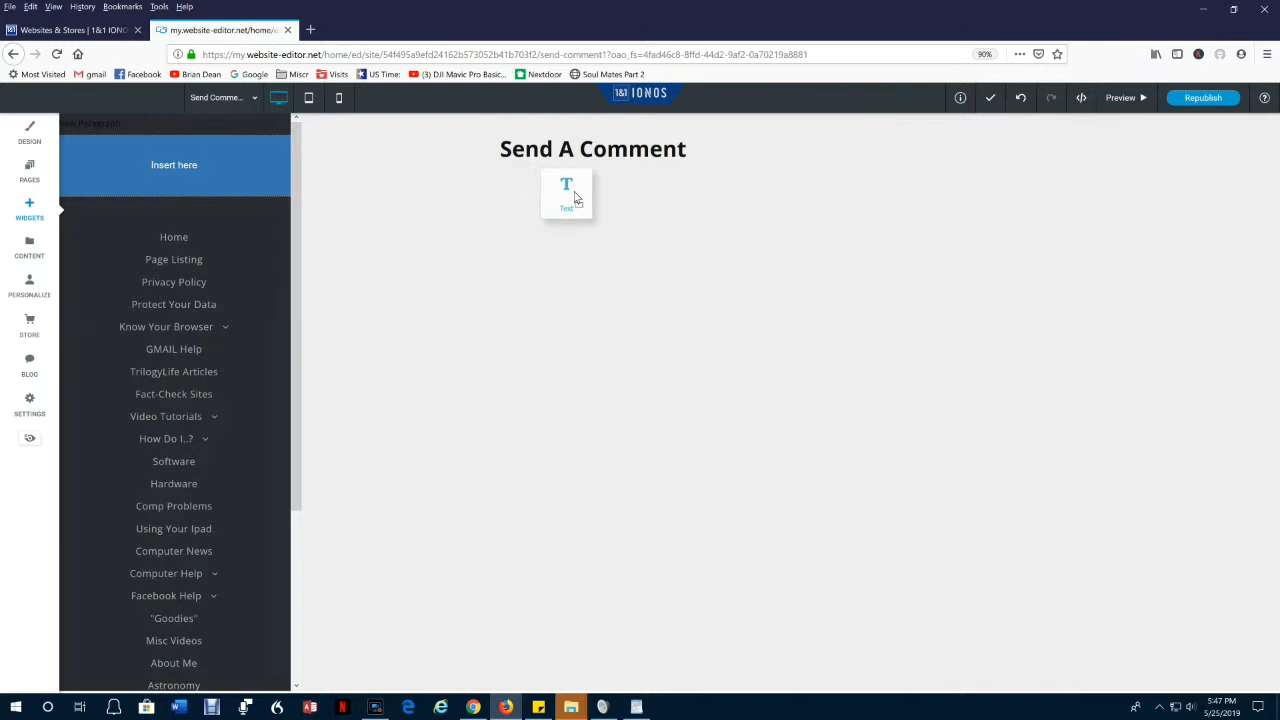 File Edit View History Bookmarks Tools Help
Websites & Stores | 1&1 IONO
my.website-editor.net/home/e
https://my.website-editor.net/home/ed/site/54f495a9efd24162b573052b41b703f2/send-comment?oao_fs=4fad46c8-8ffd-44d2-9af2-0a70219a8881
90%
Most Visited gmail Facebook Brian Dean Google Miscr Visits US Time: (3) DJI Mavic Pro Basic... Nextdoor Soul Mates Part 2
Send Comme... 1&1 IONOS Preview Republish
DESIGN
PAGES
WIDGETS
CONTENT
PERSONALIZE
STORE
BLOG
SETTINGS
Paragraph
Insert here
Home
Page Listing
Privacy Policy
Protect Your Data
Know Your Browser
GMAIL Help
TrilogyLife Articles
Fact-Check Sites
Video Tutorials
How Do I..?
Software
Hardware
Comp Problems
Using Your Ipad
Computer News
Computer Help
Facebook Help
"Goodies"
Misc Videos
About Me
Astronomy
Send A Comment
T
Text
5:47 PM
5/25/2019